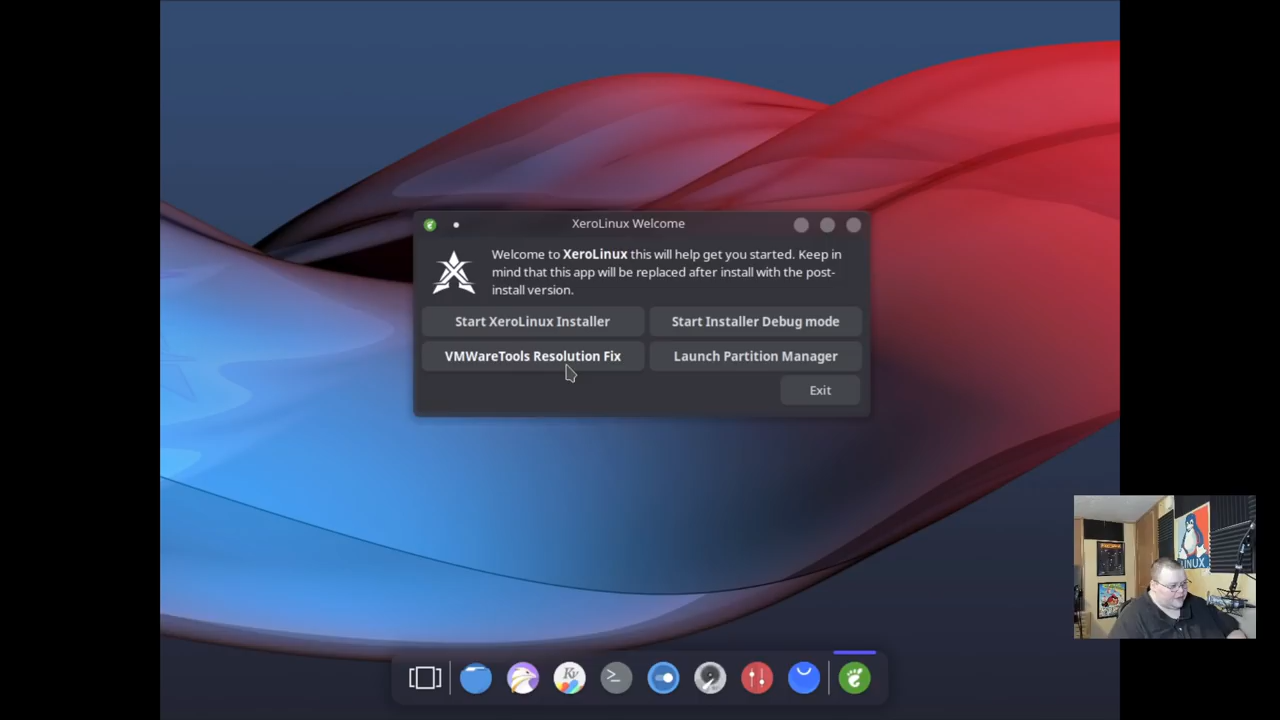 XeroLinux Welcome
Welcome to XeroLinux this will help get you started. Keep in
mind that this app will be replaced after install with the post-
install version.
Start XeroLinux Installer
Start Installer Debug mode
VMWareTools Resolution Fix
Launch Partition Manager
Exit
Kv
LINUX